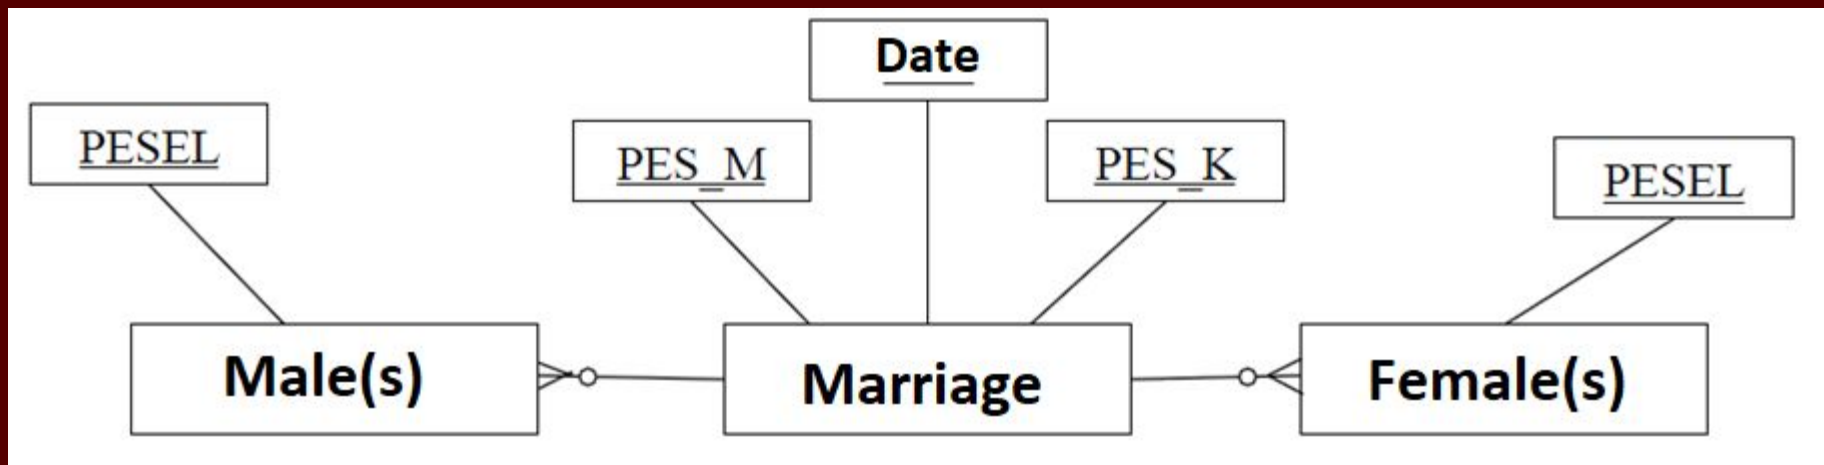 Date
PESEL
PES_M
PES_K
PESEL
Male(s)
Marriage
Female(s)